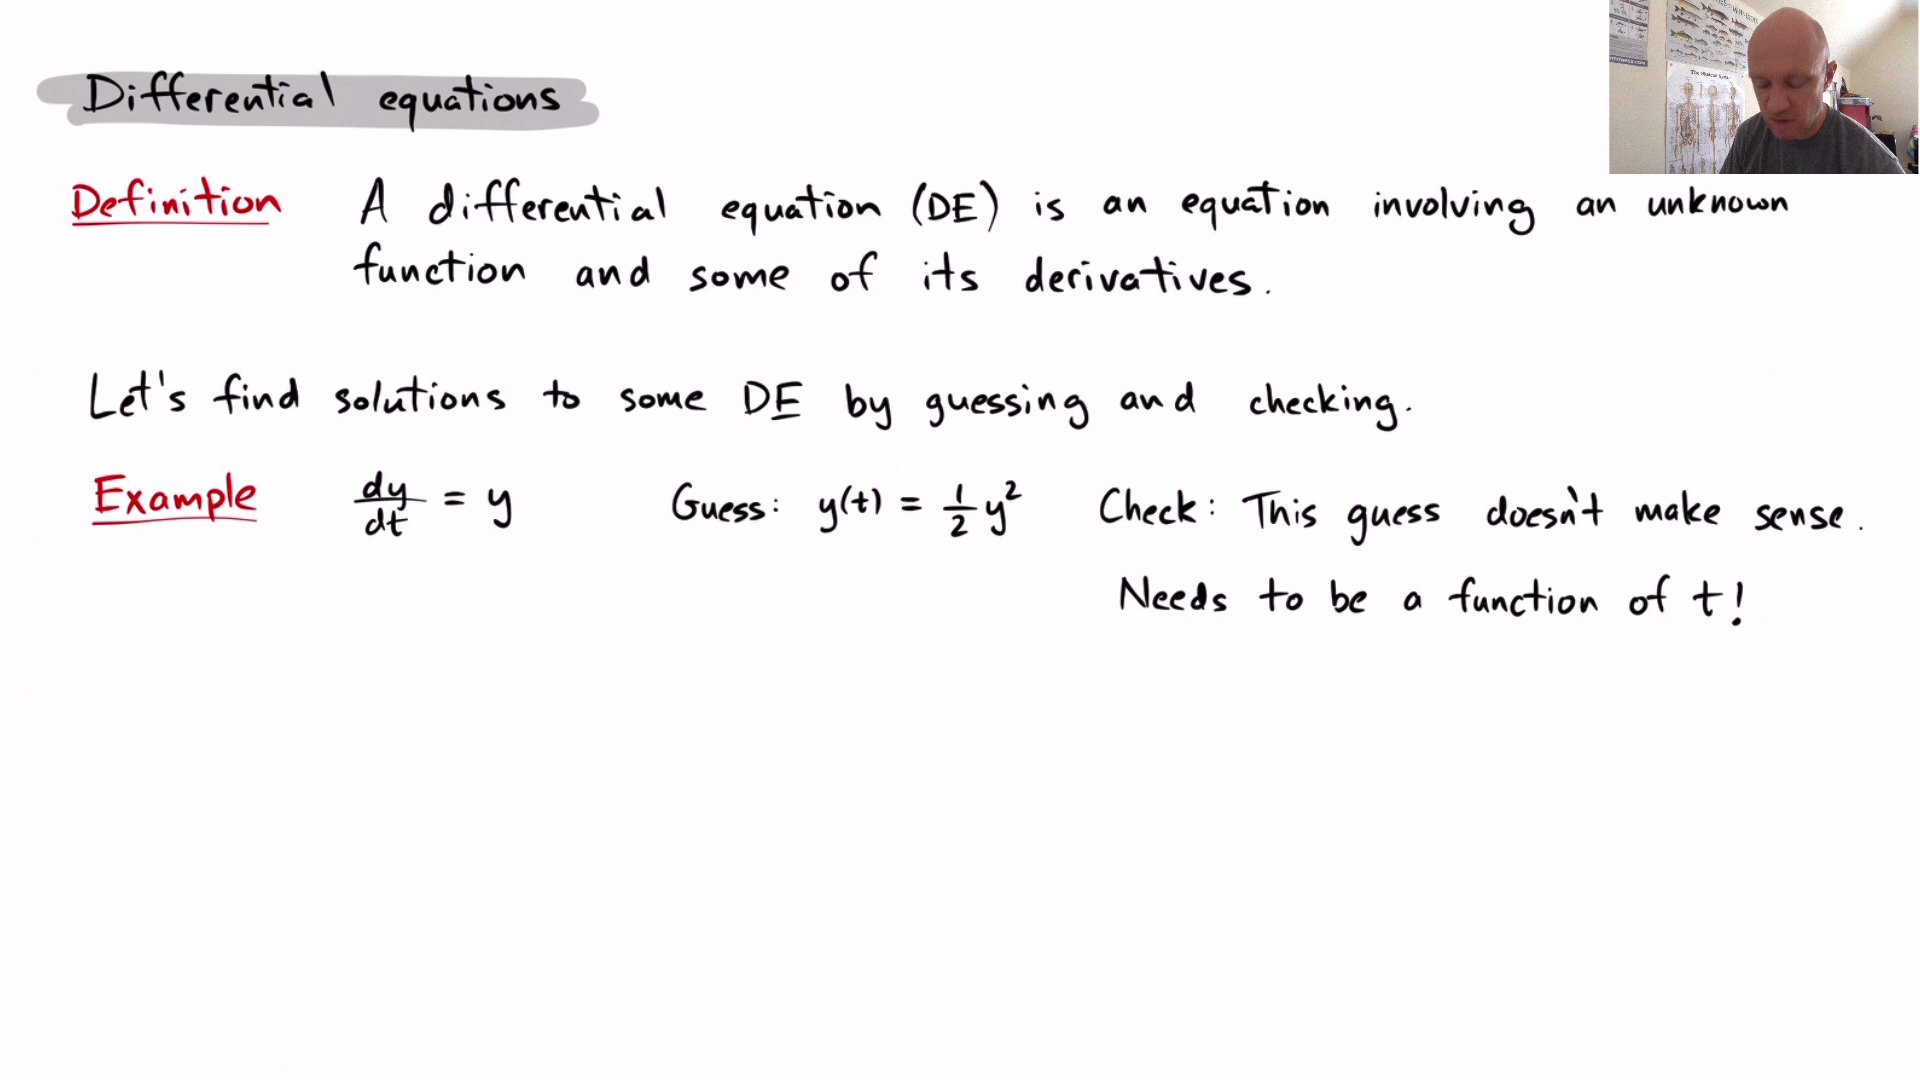 Differential equations
Definition A differential equation (DE) is an equation involving an unknown
function and some of its derivatives.
Let's find solutions to some DE by guessing and checking.
Example dy/dt = y Guess: y(t) = 1/2 y² Check: This guess doesn't make sense.
Needs to be a function of t!